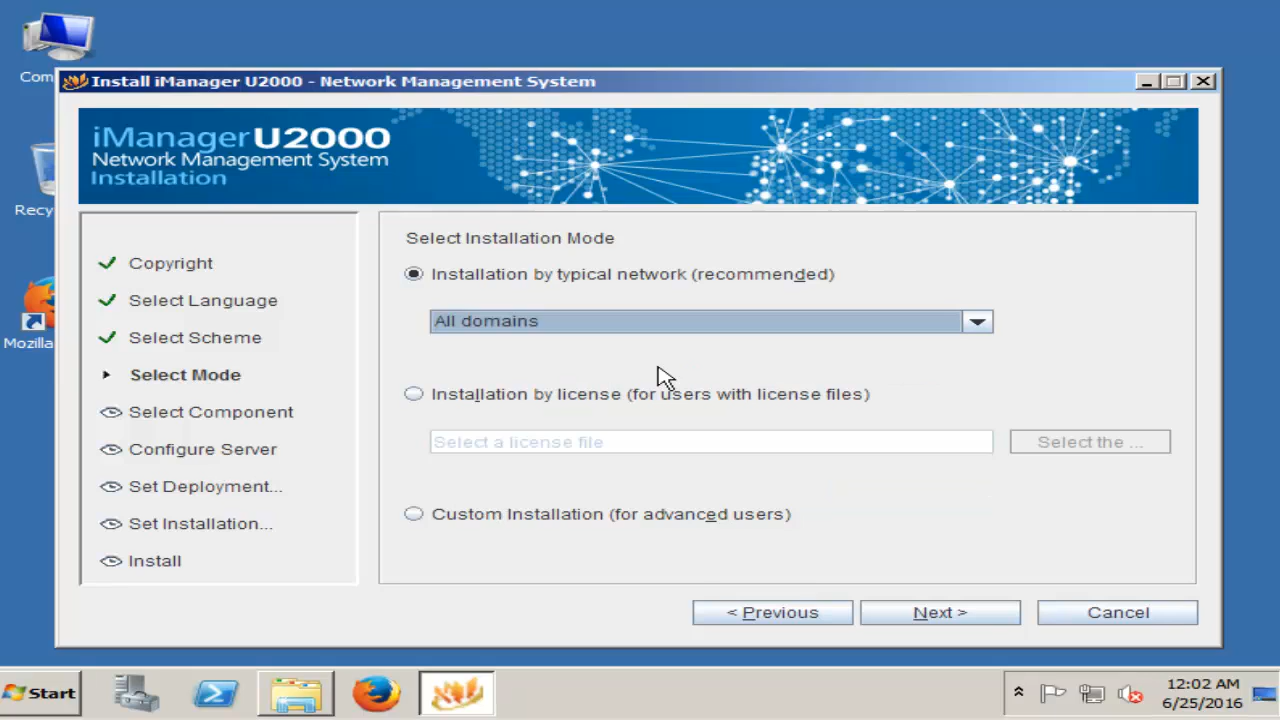 Com
Install iManager U2000 - Network Management System
iManager U2000
Network Management System
Installation
Recy
Mozilla
Copyright
Select Language
Select Scheme
Select Mode
Select Component
Configure Server
Set Deployment...
Set Installation...
Install
Select Installation Mode
Installation by typical network (recommended)
All domains
Installation by license (for users with license files)
Select a license file
Select the ...
Custom Installation (for advanced users)
< Previous
Next >
Cancel
Start
12:02 AM
6/25/2016